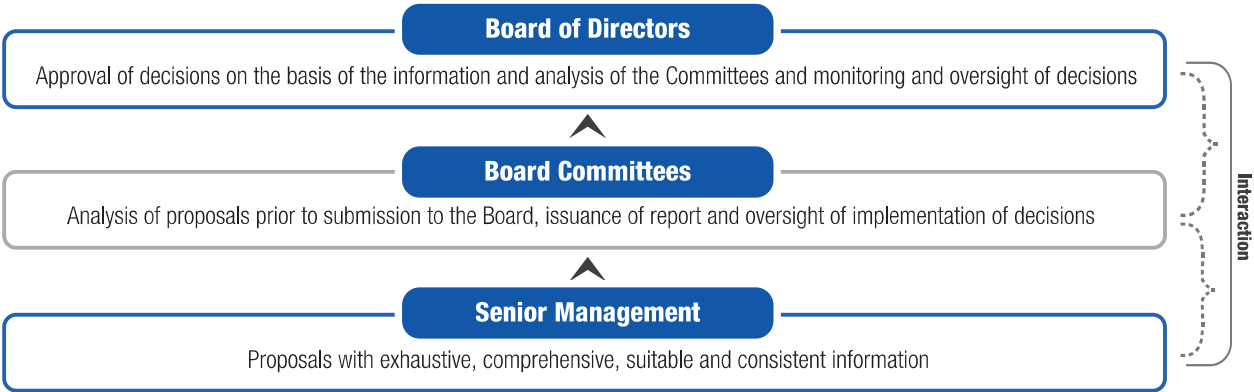 Board of Directors
Approval of decisions on the basis of the information and analysis of the Committees and monitoring and oversight of decisions
Board Committees
Analysis of proposals prior to submission to the Board, issuance of report and oversight of implementation of decisions
Senior Management
Proposals with exhaustive, comprehensive, suitable and consistent information
Interaction